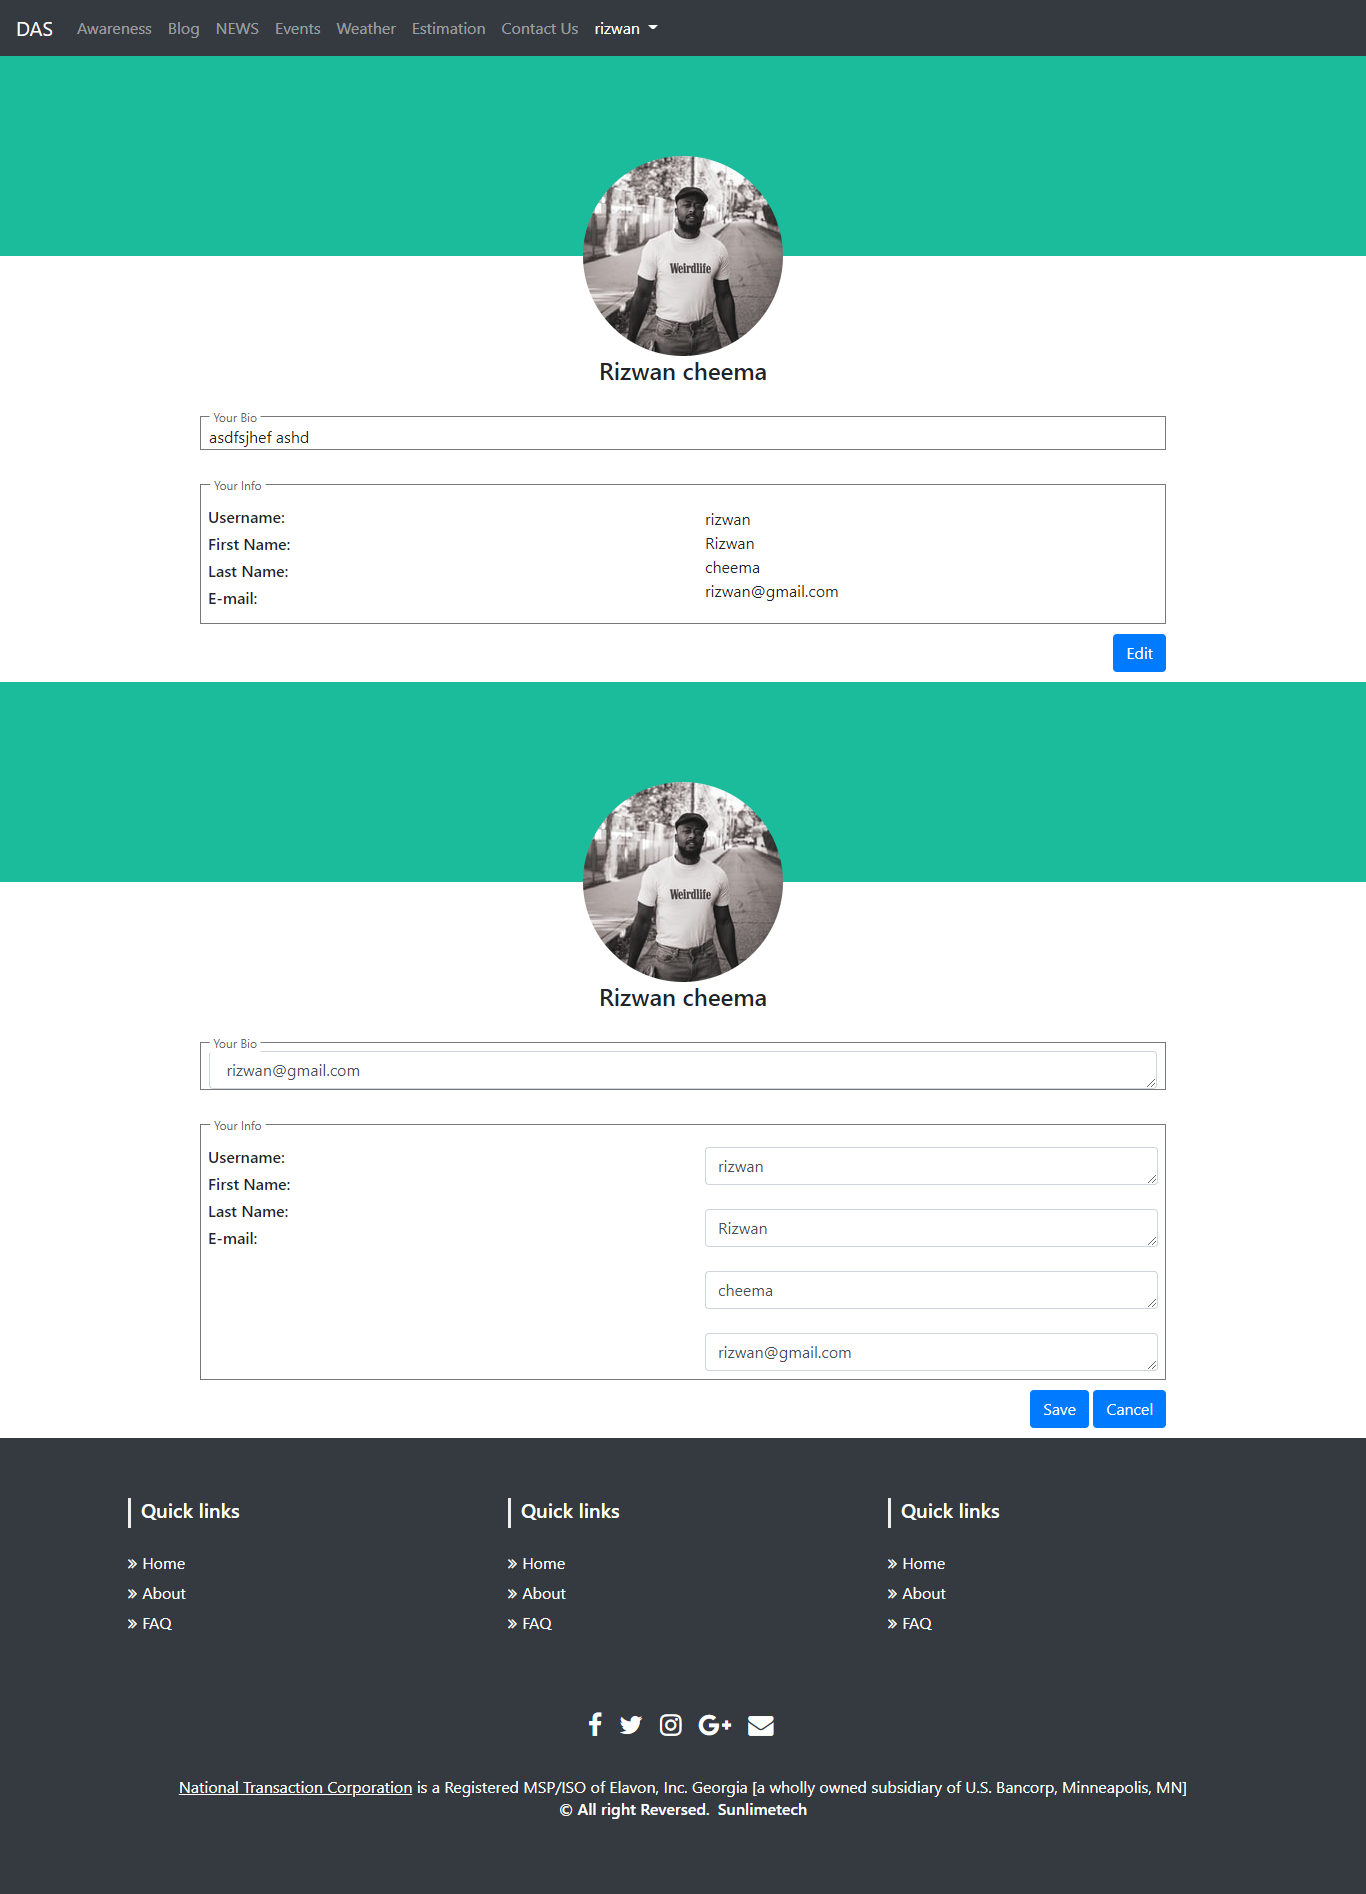 DAS Awareness Blog NEWS Events Weather Estimation Contact Us rizwan
Weirdlife
Rizwan cheema
Your Bio
asdfsjhef ashd
Your Info
Username: rizwan
First Name: Rizwan
Last Name: cheema
E-mail: rizwan@gmail.com
Edit
Weirdlife
Rizwan cheema
Your Bio
rizwan@gmail.com
Your Info
Username: rizwan
First Name: Rizwan
Last Name: cheema
E-mail: rizwan@gmail.com
Save Cancel
Quick links Quick links Quick links
» Home » Home » Home
» About » About » About
» FAQ » FAQ » FAQ
National Transaction Corporation is a Registered MSP/ISO of Elavon, Inc. Georgia [a wholly owned subsidiary of U.S. Bancorp, Minneapolis, MN]
© All right Reversed. Sunlimetech